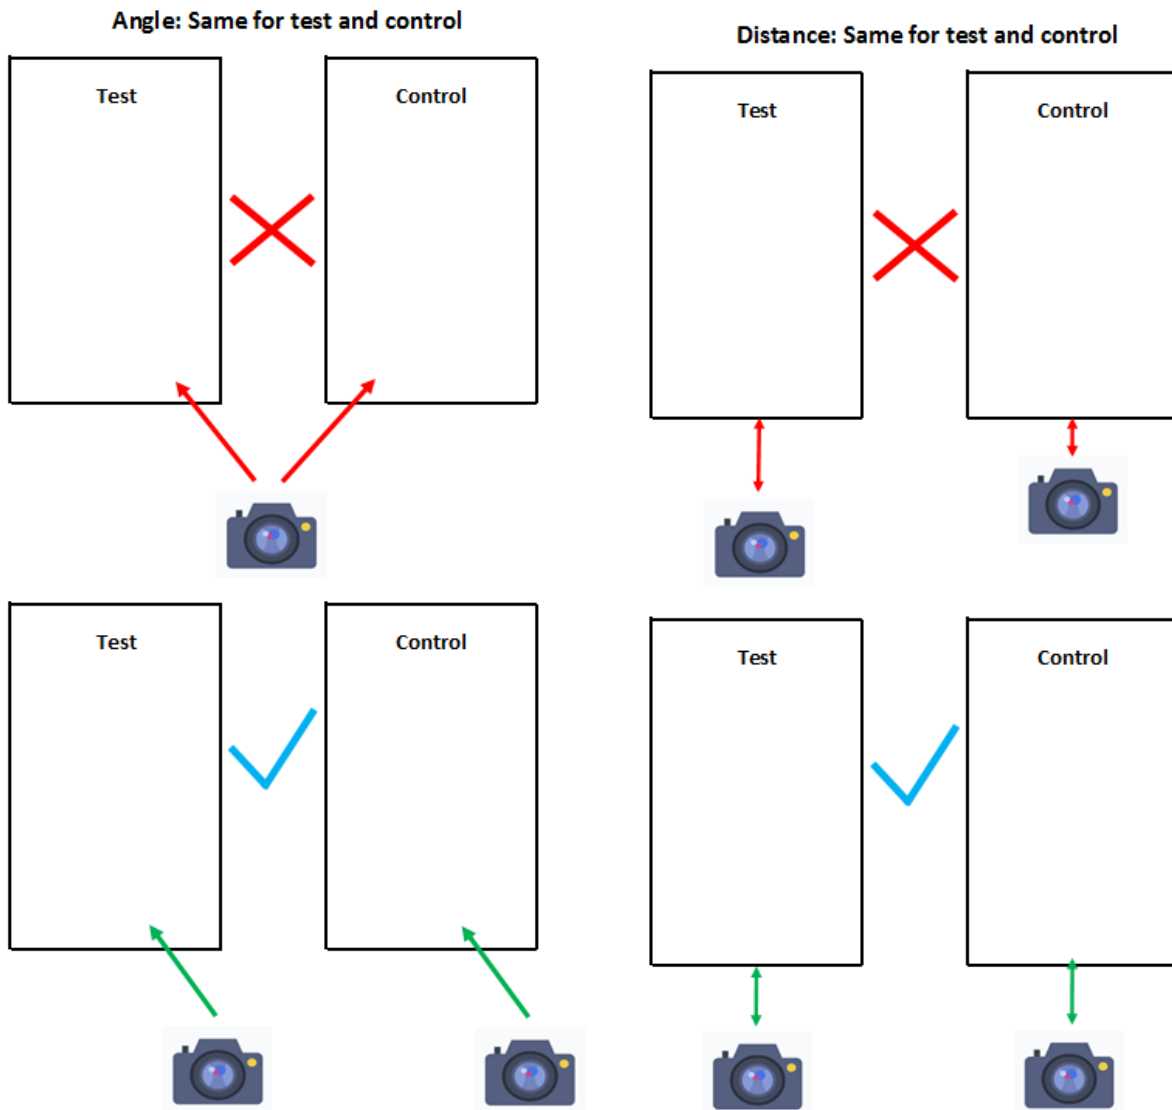 Angle: Same for test and control
Distance: Same for test and control
Test
Control
Test
Control
Test
Control
Test
Control